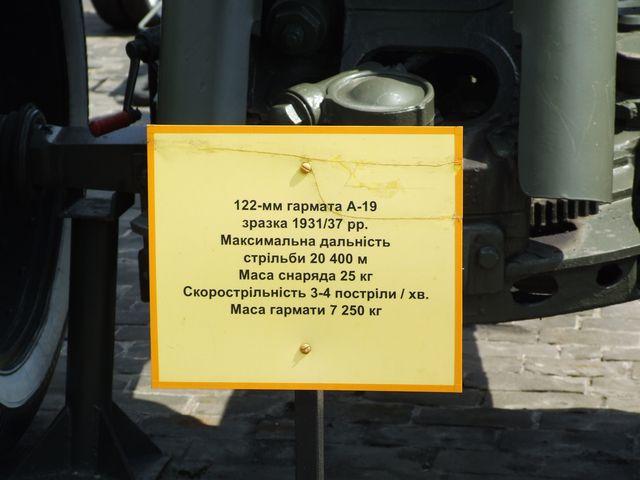 122-мм гармата А-19
зразка 1931/37 рр.
Максимальна дальність
стрільби 20 400 м
Маса снаряда 25 кг
Скорострільність 3-4 постріли / хв.
Маса гармати 7 250 кг